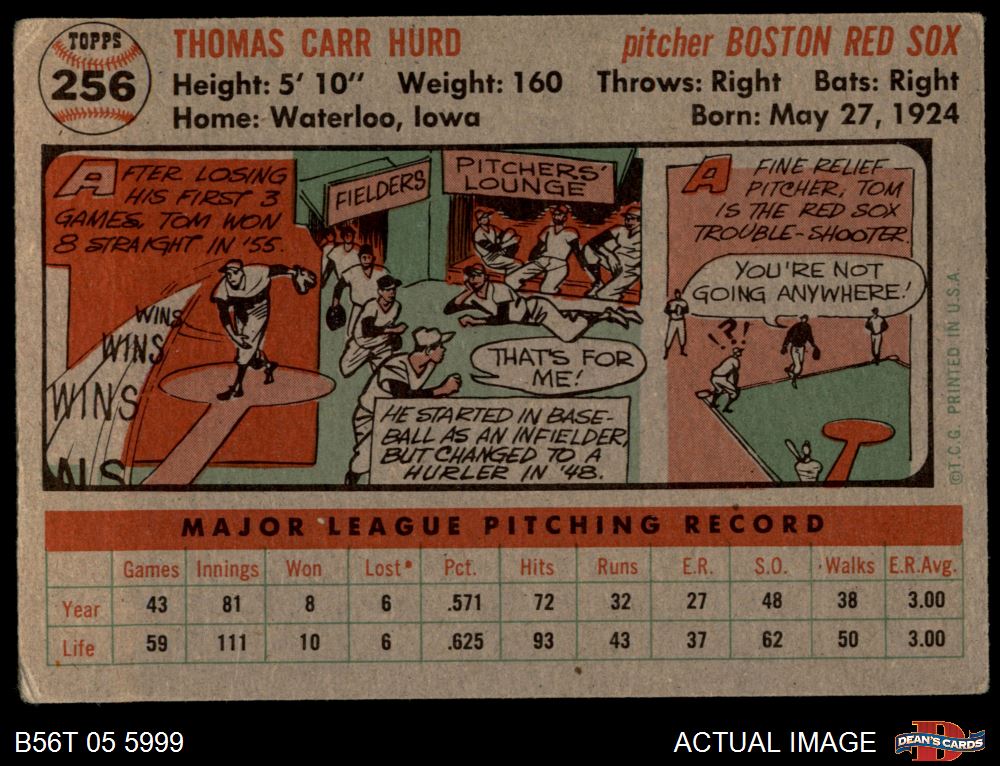 TOPPS
256
THOMAS CARR HURD
pitcher BOSTON RED SOX
Height: 5' 10" Weight: 160 Throws: Right Bats: Right
Home: Waterloo, Iowa Born: May 27, 1924
AFTER LOSING
HIS FIRST 3
GAMES, TOM WON
8 STRAIGHT IN '55.
WINS
WINS
WINS
WINS
FIELDERS
PITCHERS'
LOUNGE
THAT'S FOR
ME!
HE STARTED IN BASE-
BALL AS AN INFIELDER,
BUT CHANGED TO A
HURLER IN '48.
A FINE RELIEF
PITCHER, TOM
IS THE RED SOX
TROUBLE-SHOOTER.
YOU'RE NOT
GOING ANYWHERE!
?!
©T.C.G. PRINTED IN U.S.A.
MAJOR LEAGUE PITCHING RECORD
Games Innings Won Lost Pct. Hits Runs E.R. S.O. Walks E.R.Avg.
Year 43 81 8 6 .571 72 32 27 48 38 3.00
Life 59 111 10 6 .625 93 43 37 62 50 3.00
B56T 05 5999
ACTUAL IMAGE
DEAN'S CARDS